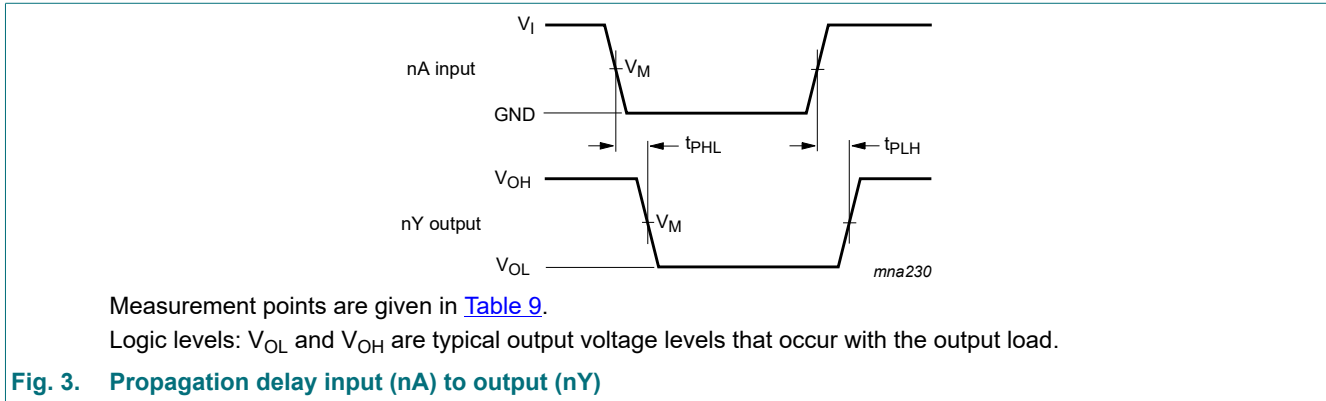 V_I
nA input
V_M
GND
t_PHL
t_PLH
V_OH
nY output
V_M
V_OL
mna230
Measurement points are given in Table 9.
Logic levels: V_OL and V_OH are typical output voltage levels that occur with the output load.
Fig. 3. Propagation delay input (nA) to output (nY)